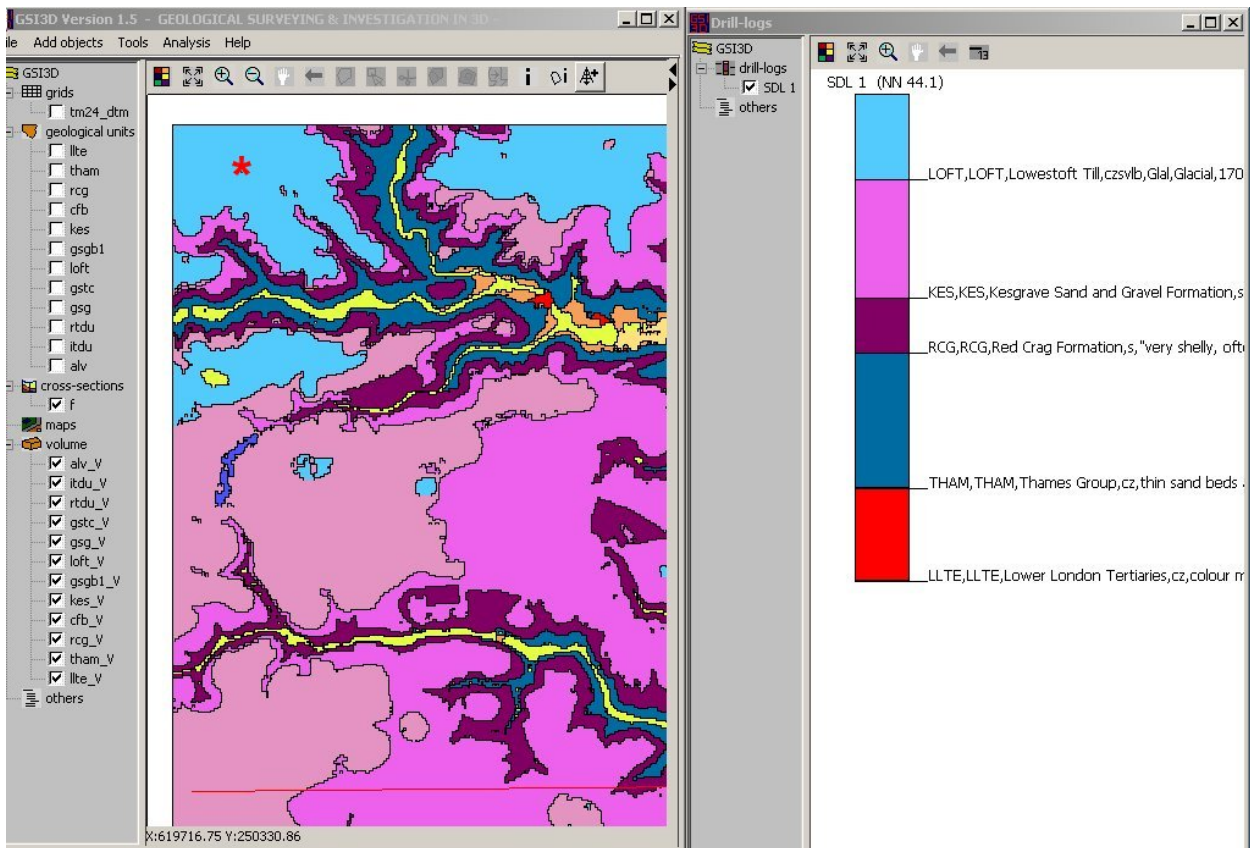 GSI3D Version 1.5 - GEOLOGICAL SURVEYING & INVESTIGATION IN 3D -
ile Add objects Tools Analysis Help
GSI3D
grids
tm24_dtm
geological units
llte
tham
rcg
cfb
kes
gsgb1
loft
gstc
gsg
rtdu
itdu
alv
cross-sections
f
maps
volume
alv_V
itdu_V
rtdu_V
gstc_V
gsg_V
loft_V
gsgb1_V
kes_V
cfb_V
rcg_V
tham_V
llte_V
others
i i
*
X:619716.75 Y:250330.86
Drill-logs
GSI3D
drill-logs
SDL 1
others
13
SDL 1 (NN 44.1)
LOFT,LOFT,Lowestoft Till,czsvlb,Glal,Glacial,170
KES,KES,Kesgrave Sand and Gravel Formation,s
RCG,RCG,Red Crag Formation,s,"very shelly, oft
THAM,THAM,Thames Group,cz,thin sand beds
LLTE,LLTE,Lower London Tertiaries,cz,colour m